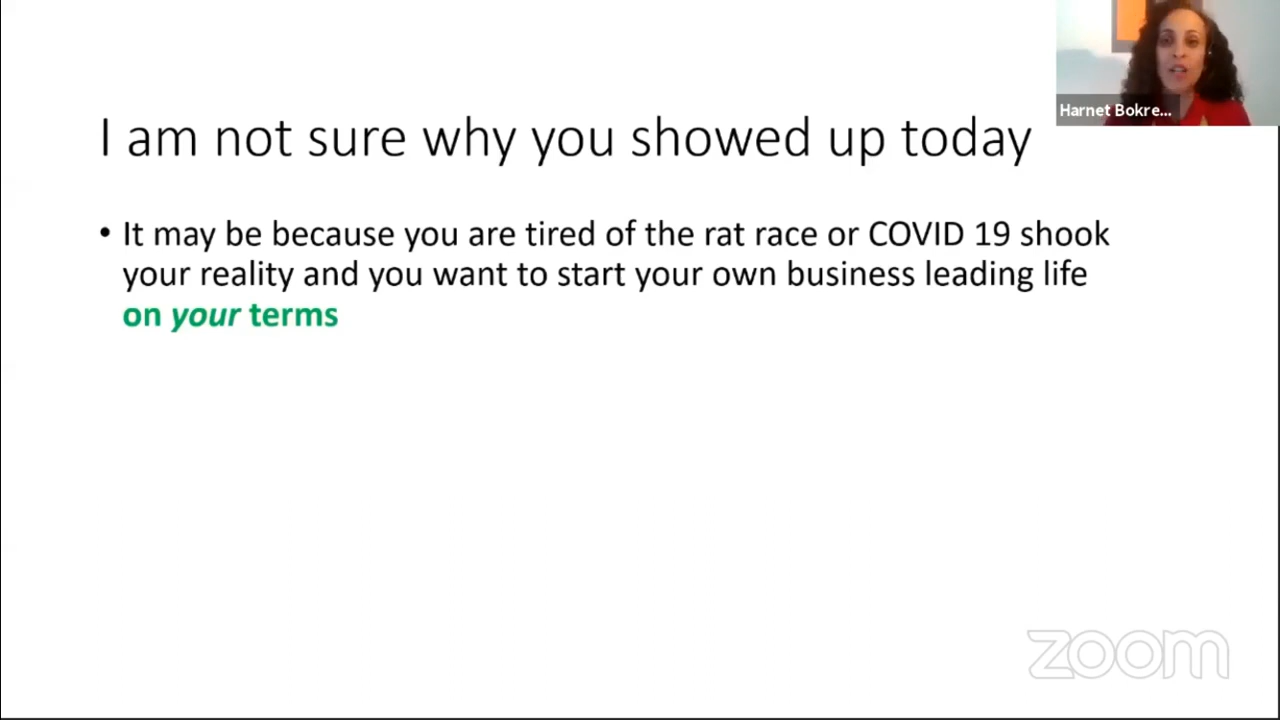 Harnet Bokre...
I am not sure why you showed up today
• It may be because you are tired of the rat race or COVID 19 shook
your reality and you want to start your own business leading life
on your terms
zoom